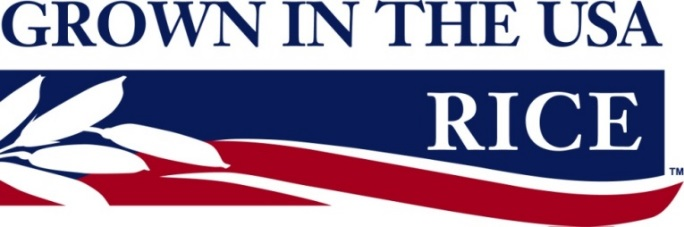 GROWN IN THE USA
RICE
TM